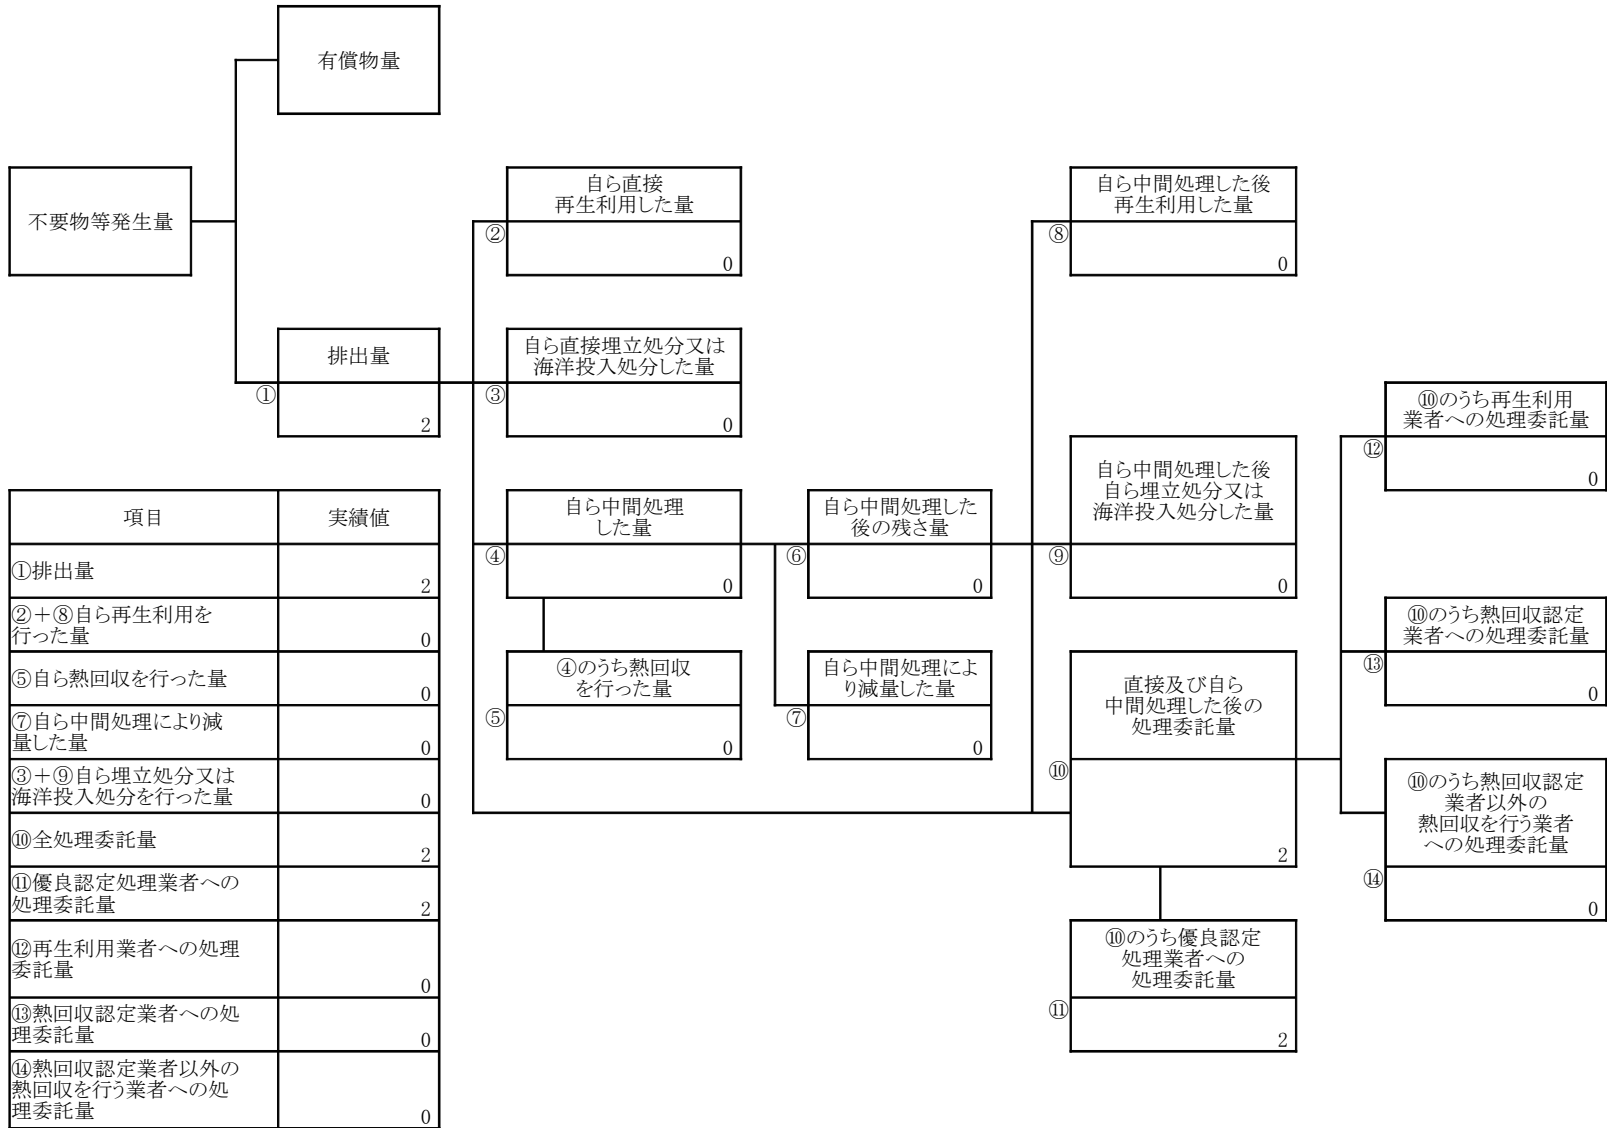 有償物量
不要物等発生量
自ら直接
再生利用した量
②
0
自ら中間処理した後
再生利用した量
⑧
0
排出量
①
2
自ら直接埋立処分又は
海洋投入処分した量
③
0
⑩のうち再生利用
業者への処理委託量
⑫
0
自ら中間処理
した量
④
0
自ら中間処理した
後の残さ量
⑥
0
自ら中間処理した後
自ら埋立処分又は
海洋投入処分した量
⑨
0
⑩のうち熱回収認定
業者への処理委託量
⑬
0
④のうち熱回収
を行った量
⑤
0
自ら中間処理によ
り減量した量
⑦
0
直接及び自ら
中間処理した後の
処理委託量
⑩
2
⑩のうち熱回収認定
業者以外の
熱回収を行う業者
への処理委託量
⑭
0
⑩のうち優良認定
処理業者への
処理委託量
⑪
2
項目
実績値
①排出量
2
②＋⑧自ら再生利用を
行った量
0
⑤自ら熱回収を行った量
0
⑦自ら中間処理により減
量した量
0
③＋⑨自ら埋立処分又は
海洋投入処分を行った量
0
⑩全処理委託量
2
⑪優良認定処理業者への
処理委託量
2
⑫再生利用業者への処理
委託量
0
⑬熱回収認定業者への処
理委託量
0
⑭熱回収認定業者以外の
熱回収を行う業者への処
理委託量
0